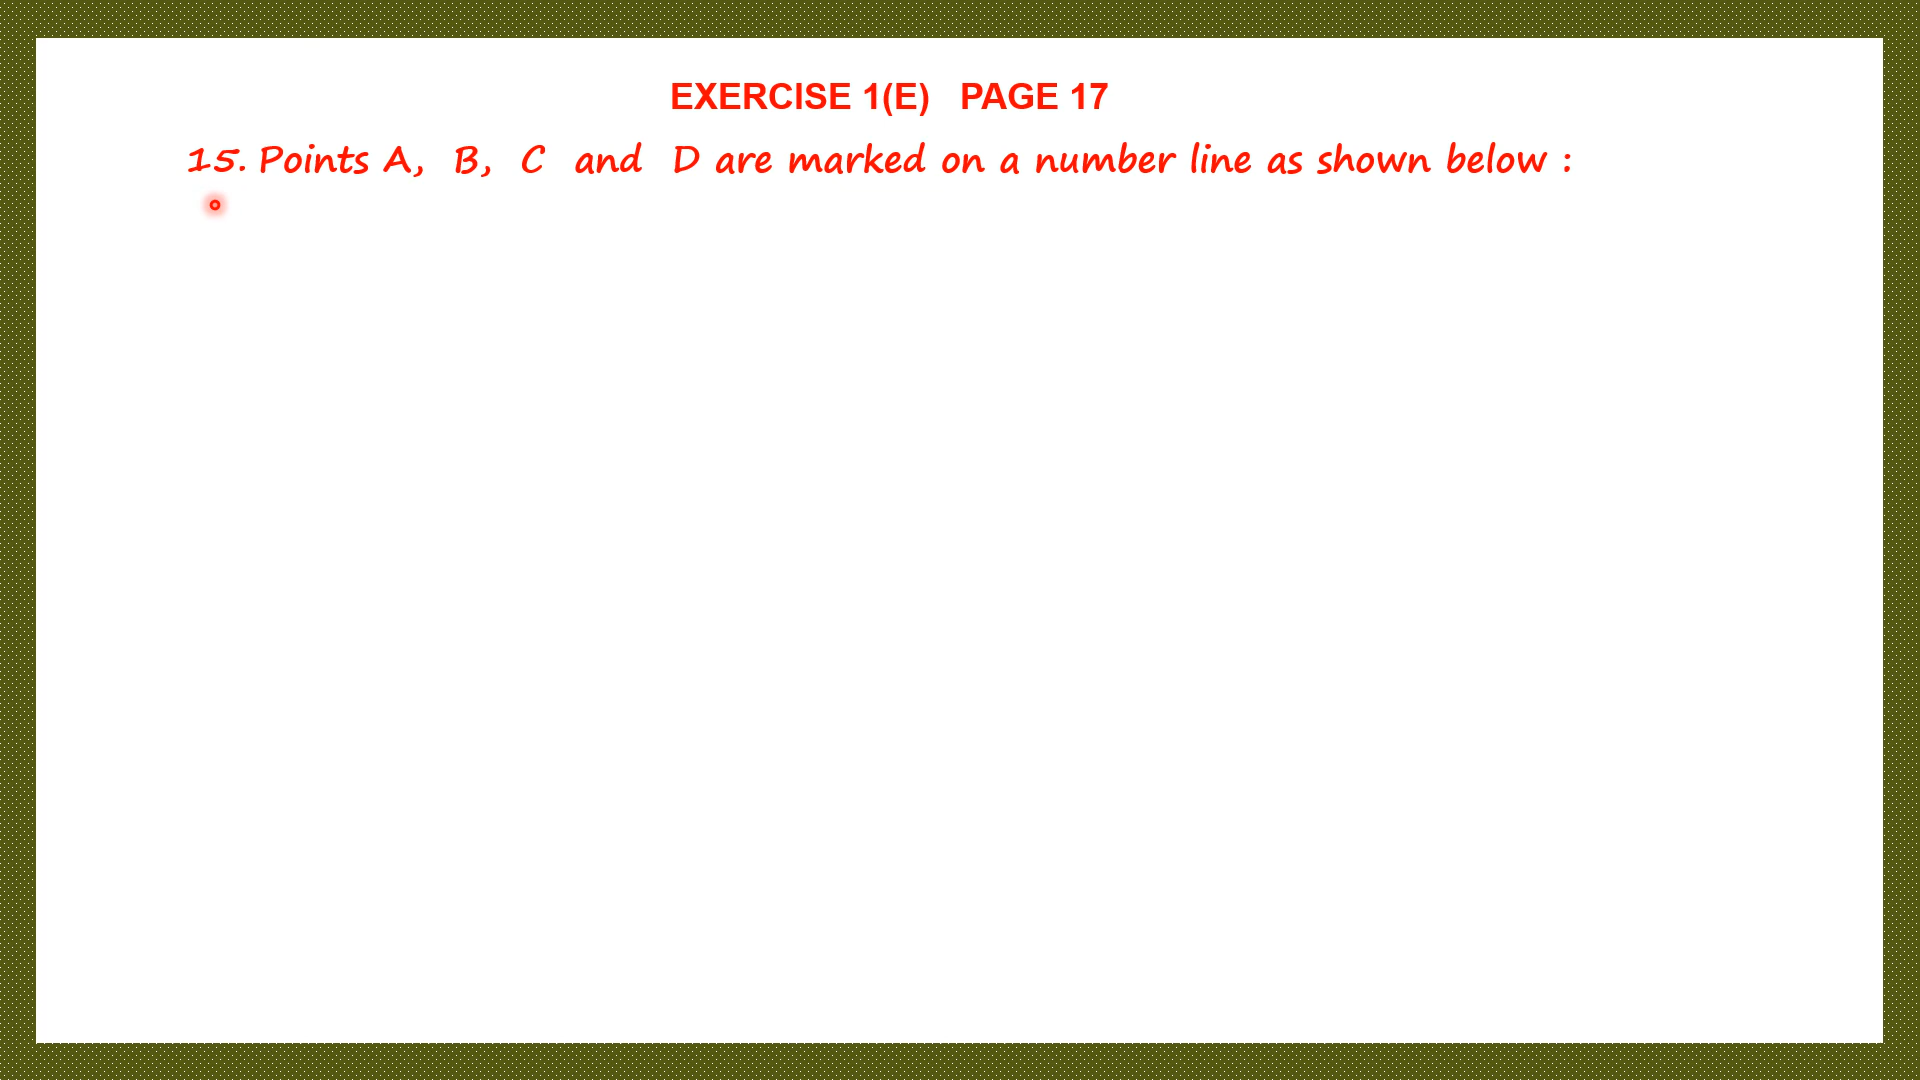 EXERCISE 1(E) PAGE 17
15. Points A, B, C and D are marked on a number line as shown below :